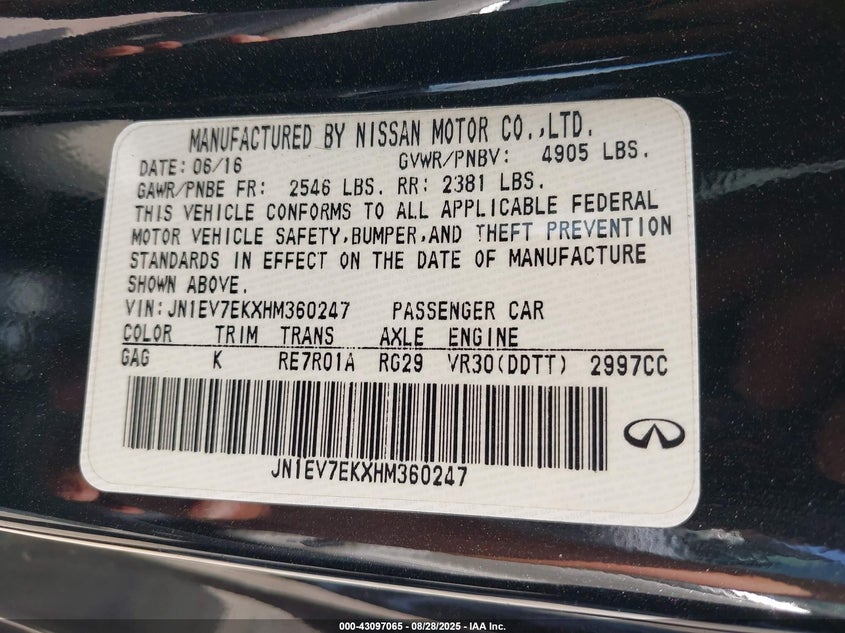 MANUFACTURED BY NISSAN MOTOR CO.,LTD.
DATE:06/16 GVWR/PNBV: 4905 LBS.
GAWR/PNBE FR: 2546 LBS. RR: 2381 LBS.
THIS VEHICLE CONFORMS TO ALL APPLICABLE FEDERAL
MOTOR VEHICLE SAFETY,BUMPER,AND THEFT PREVENTION
STANDARDS IN EFFECT ON THE DATE OF MANUFACTURE
SHOWN ABOVE.
VIN:JN1EV7EKXHM360247 PASSENGER CAR
COLOR TRIM TRANS AXLE ENGINE
GAG K RE7R01A RG29 VR30(DDTT) 2997CC
JN1EV7EKXHM360247
000-43097065 | 08/28/2025 - IAA Inc.